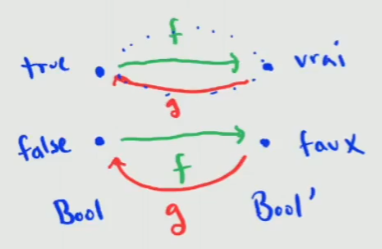 f
true vrai
g
false faux
f
Bool g Bool'